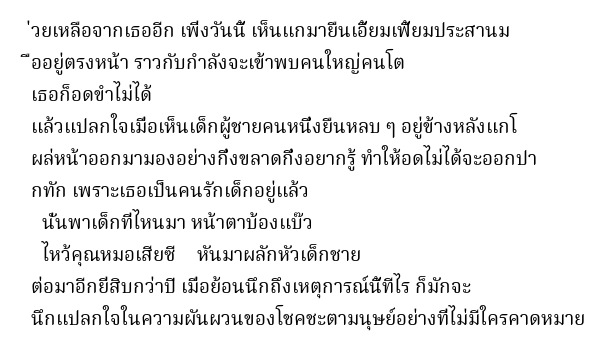 ่วยเหลือจากเธออีก เพิ่งวันนี้ เห็นแกมายืนเอี้ยมเฟี้ยมประสานม
ืออยู่ตรงหน้า ราวกับกำลังจะเข้าพบคนใหญ่คนโต
เธอก็อดขำไม่ได้
แล้วแปลกใจเมื่อเห็นเด็กผู้ชายคนหนึ่งยืนหลบ ๆ อยู่ข้างหลังแกโ
ผล่หน้าออกมามองอย่างกึ่งขลาดกึ่งอยากรู้ ทำให้อดไม่ได้จะออกปา
กทัก เพราะเธอเป็นคนรักเด็กอยู่แล้ว
นั่นพาเด็กที่ไหนมา หน้าตาบ้องแบ๊ว
ไหว้คุณหมอเสียซี หันมาผลักหัวเด็กชาย
ต่อมาอีกยี่สิบกว่าปี เมื่อย้อนนึกถึงเหตุการณ์นี้ทีไร ก็มักจะ
นึกแปลกใจในความผันผวนของโชคชะตามนุษย์อย่างที่ไม่มีใครคาดหมาย